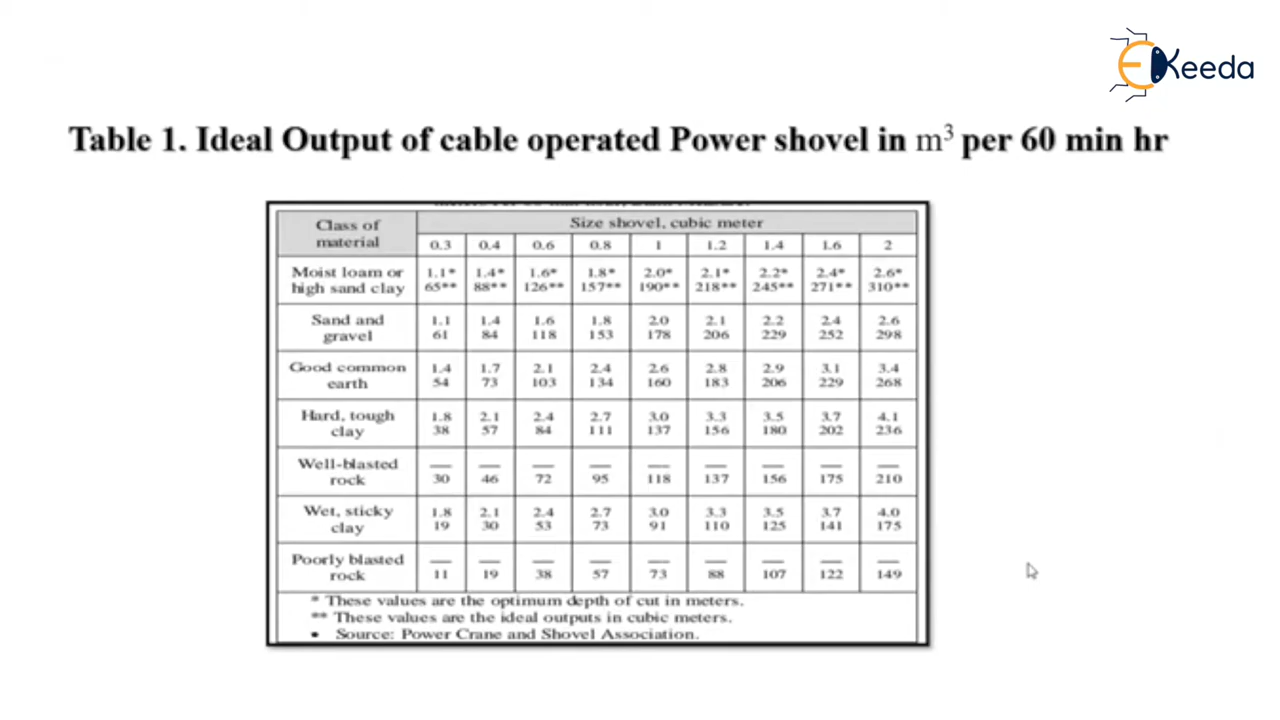 EKeeda
Table 1. Ideal Output of cable operated Power shovel in m³ per 60 min hr
Class of material Size shovel, cubic meter
0.3 0.4 0.6 0.8 1 1.2 1.4 1.6 2
Moist loam or 1.1* 1.4* 1.6* 1.8* 2.0* 2.1* 2.2* 2.4* 2.6*
high sand clay 65** 88** 126** 157** 190** 218** 245** 271** 310**
Sand and 1.1 1.4 1.6 1.8 2.0 2.1 2.2 2.4 2.6
gravel 61 84 118 153 178 206 229 252 298
Good common 1.4 1.7 2.1 2.4 2.6 2.8 2.9 3.1 3.4
earth 54 73 103 134 160 183 206 229 268
Hard, tough 1.8 2.1 2.4 2.7 3.0 3.3 3.5 3.7 4.1
clay 38 57 84 111 137 156 180 202 236
Well-blasted — — — — — — — — —
rock 30 46 72 95 118 137 156 175 210
Wet, sticky 1.8 2.1 2.4 2.7 3.0 3.3 3.5 3.7 4.0
clay 19 30 53 73 91 110 125 141 175
Poorly blasted — — — — — — — — —
rock 11 19 38 57 73 88 107 122 149
* These values are the optimum depth of cut in meters.
** These values are the ideal outputs in cubic meters.
• Source: Power Crane and Shovel Association.